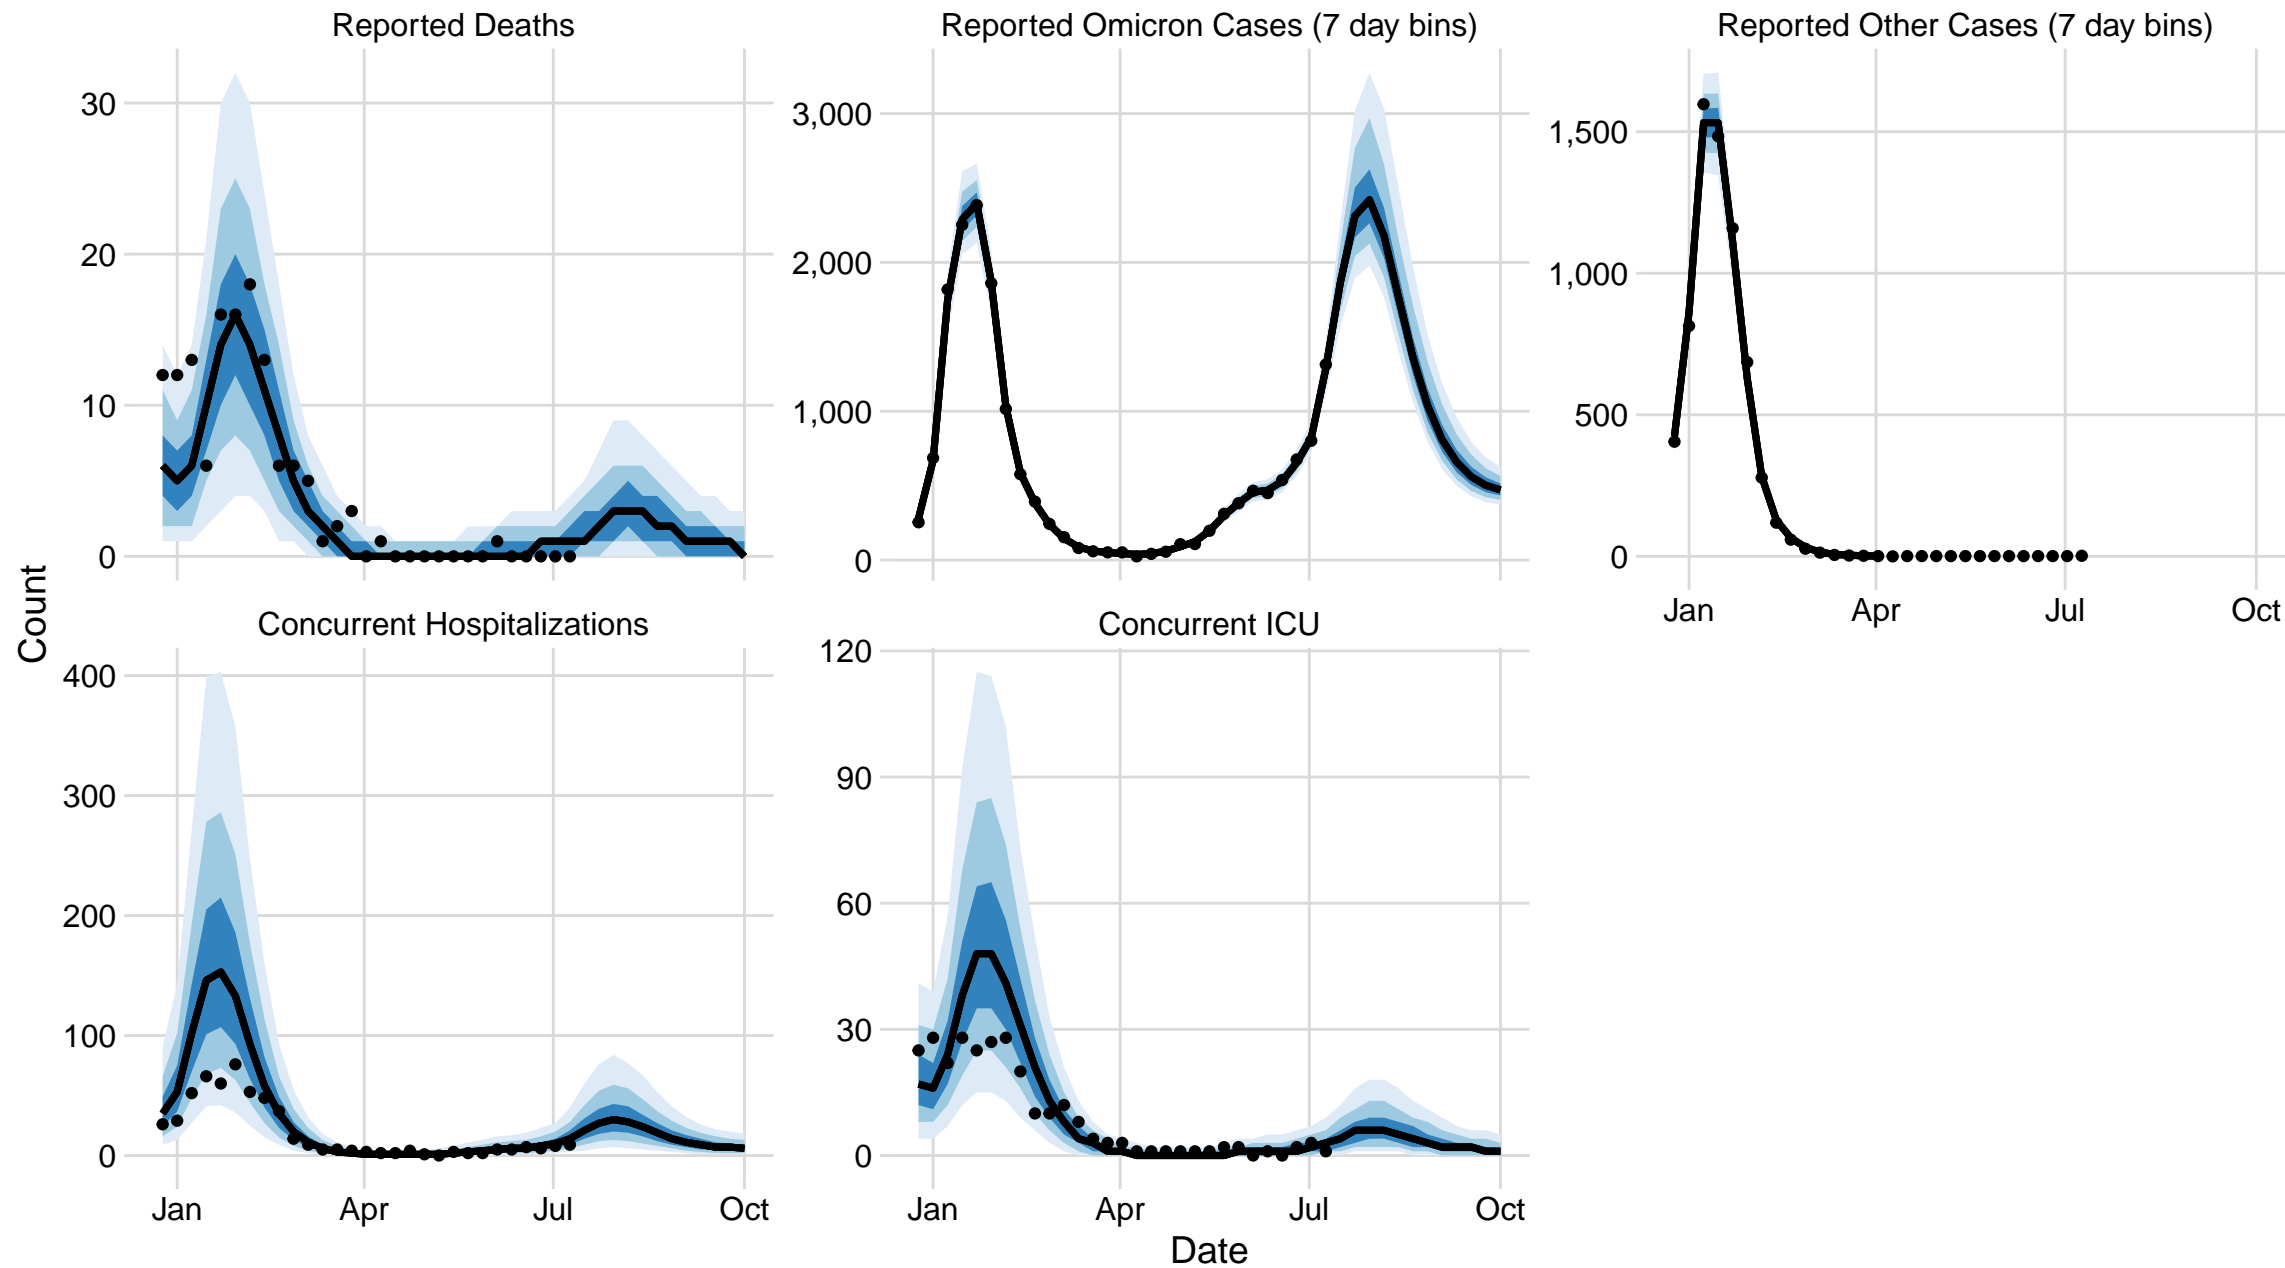 Reported Deaths
Reported Omicron Cases (7 day bins)
Reported Other Cases (7 day bins)
30
20
10
0
3,000
2,000
1,000
0
1,500
1,000
500
0
Jan Apr Jul Oct
Count
Concurrent Hospitalizations
Concurrent ICU
400
300
200
100
0
120
90
60
30
0
Jan Apr Jul Oct
Jan Apr Jul Oct
Date